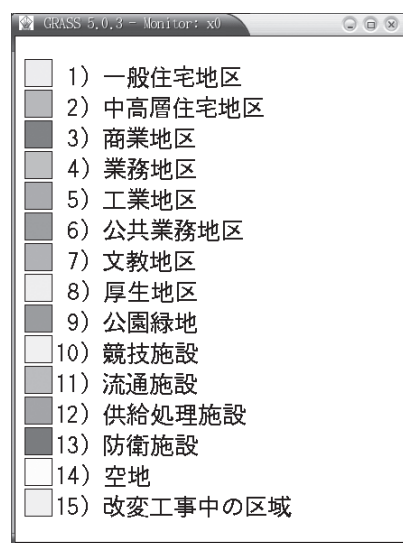 GRASS 5.0.3 - Monitor: x0
1) 一般住宅地区
2) 中高層住宅地区
3) 商業地区
4) 業務地区
5) 工業地区
6) 公共業務地区
7) 文教地区
8) 厚生地区
9) 公園緑地
10) 競技施設
11) 流通施設
12) 供給処理施設
13) 防衛施設
14) 空地
15) 改変工事中の区域